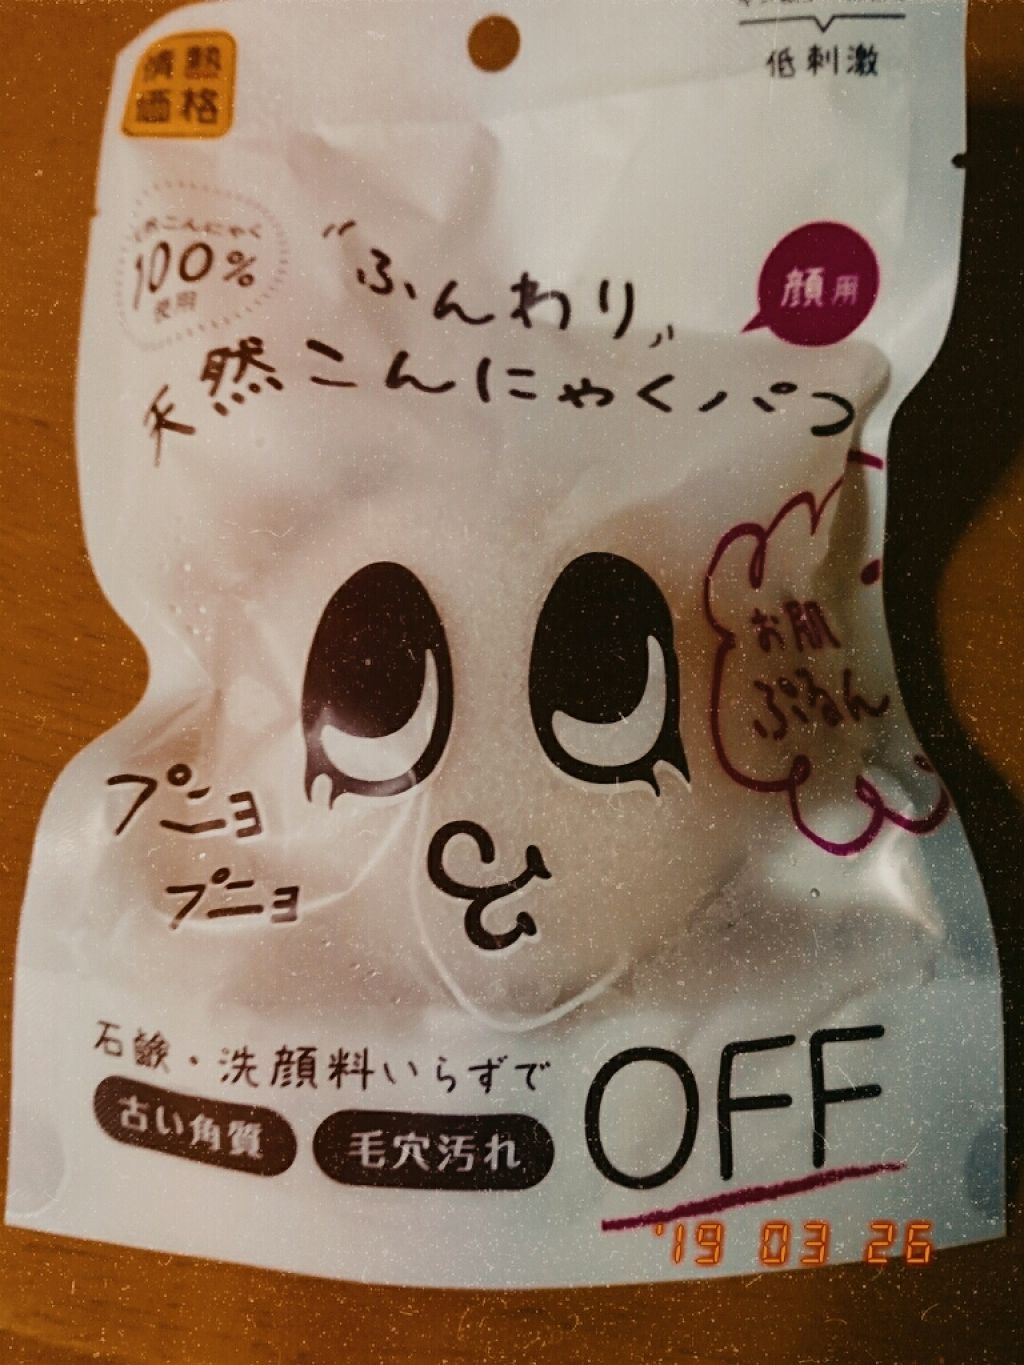 低刺激
情熱
価格
然こんにゃく
100%
使用
"ふんわり"
顔用
天然こんにゃくパフ
お肌
ぷるん
プニョ
プニョ
石鹸・洗顔料いらずで
古い角質
毛穴汚れ
OFF
'19 03 26